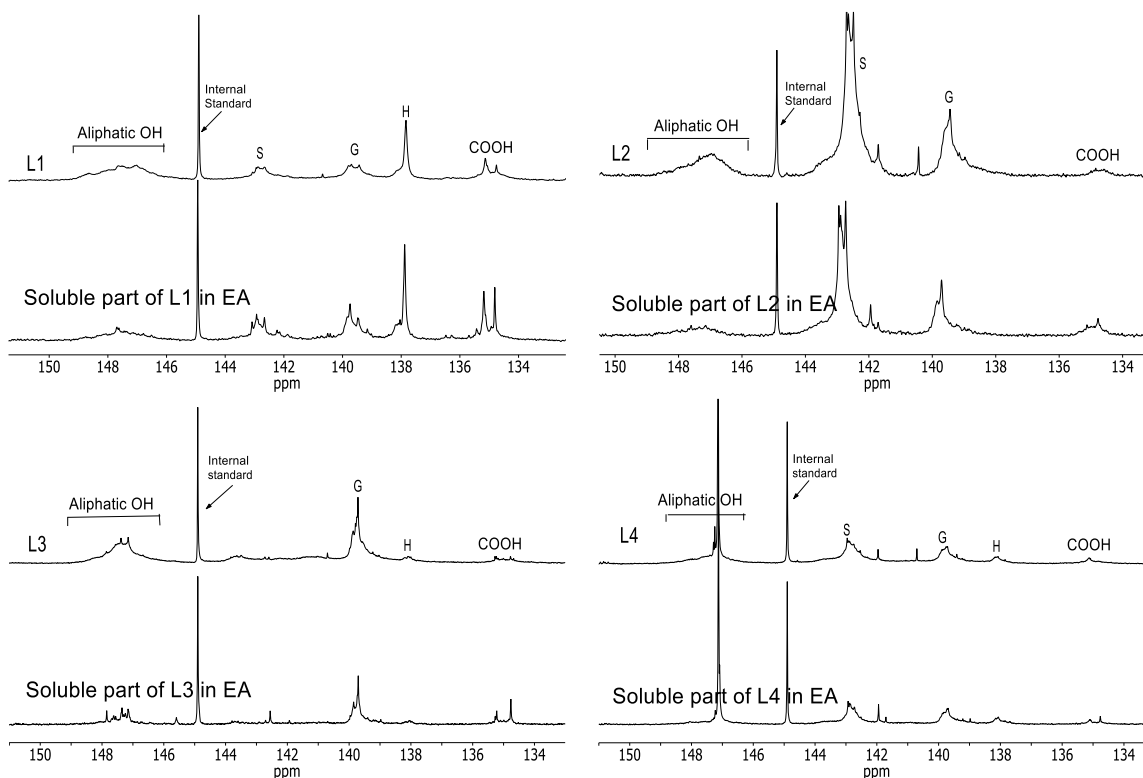 Internal
Standard
Aliphatic OH
S
G
H
COOH
L1
Soluble part of L1 in EA
150 148 146 144 142 140 138 136 134
ppm
Internal
Standard
Aliphatic OH
S
G
COOH
L2
Soluble part of L2 in EA
150 148 146 144 142 140 138 136 134
ppm
Internal
standard
Aliphatic OH
G
H
COOH
L3
Soluble part of L3 in EA
150 148 146 144 142 140 138 136 134
ppm
Internal
standard
Aliphatic OH
S
G
H
COOH
L4
Soluble part of L4 in EA
150 148 146 144 142 140 138 136 134
ppm